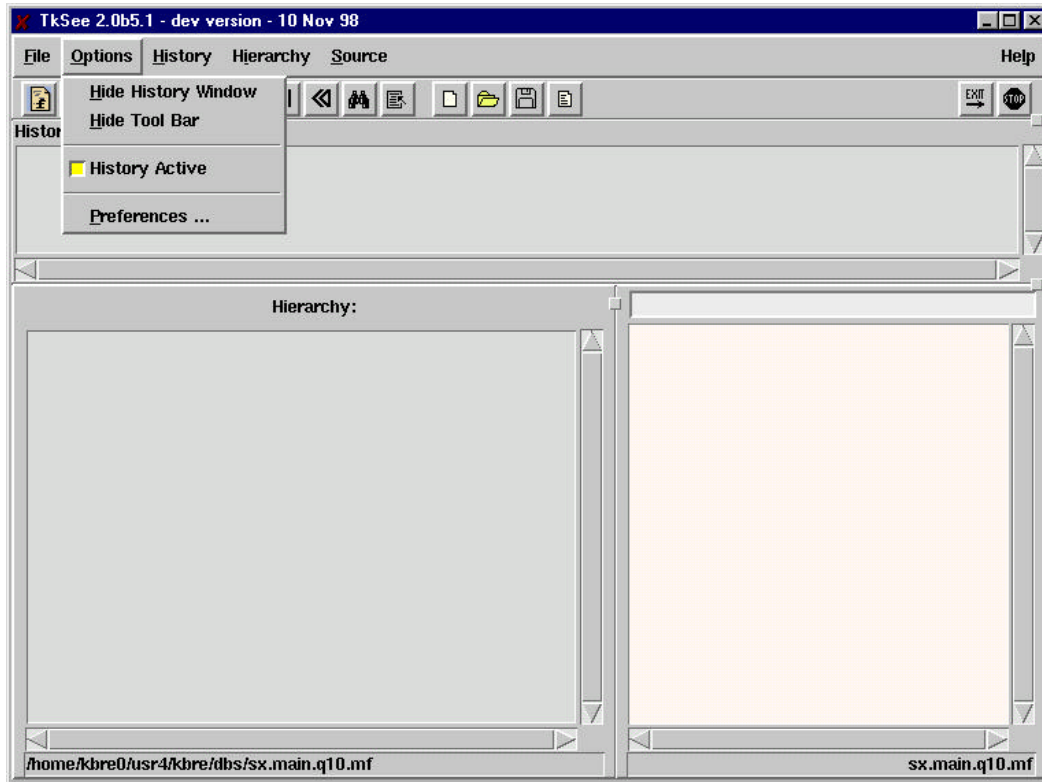 TkSee 2.0b5.1 - dev version - 10 Nov 98
File Options History Hierarchy Source Help
Hide History Window
EXIT STOP
Hide Tool Bar
Histor
History Active
Preferences ...
Hierarchy:
/home/kbre0/usr4/kbre/dbs/sx.main.q10.mf sx.main.q10.mf